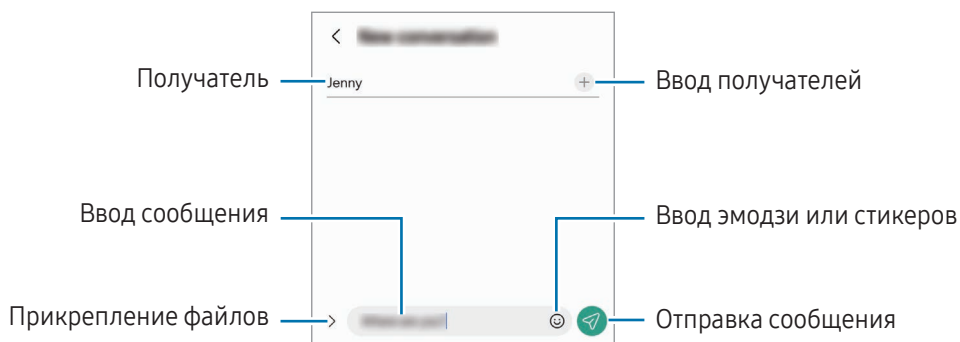 Получатель
Jenny
Ввод получателей
Ввод сообщения
Ввод эмодзи или стикеров
Прикрепление файлов
Отправка сообщения